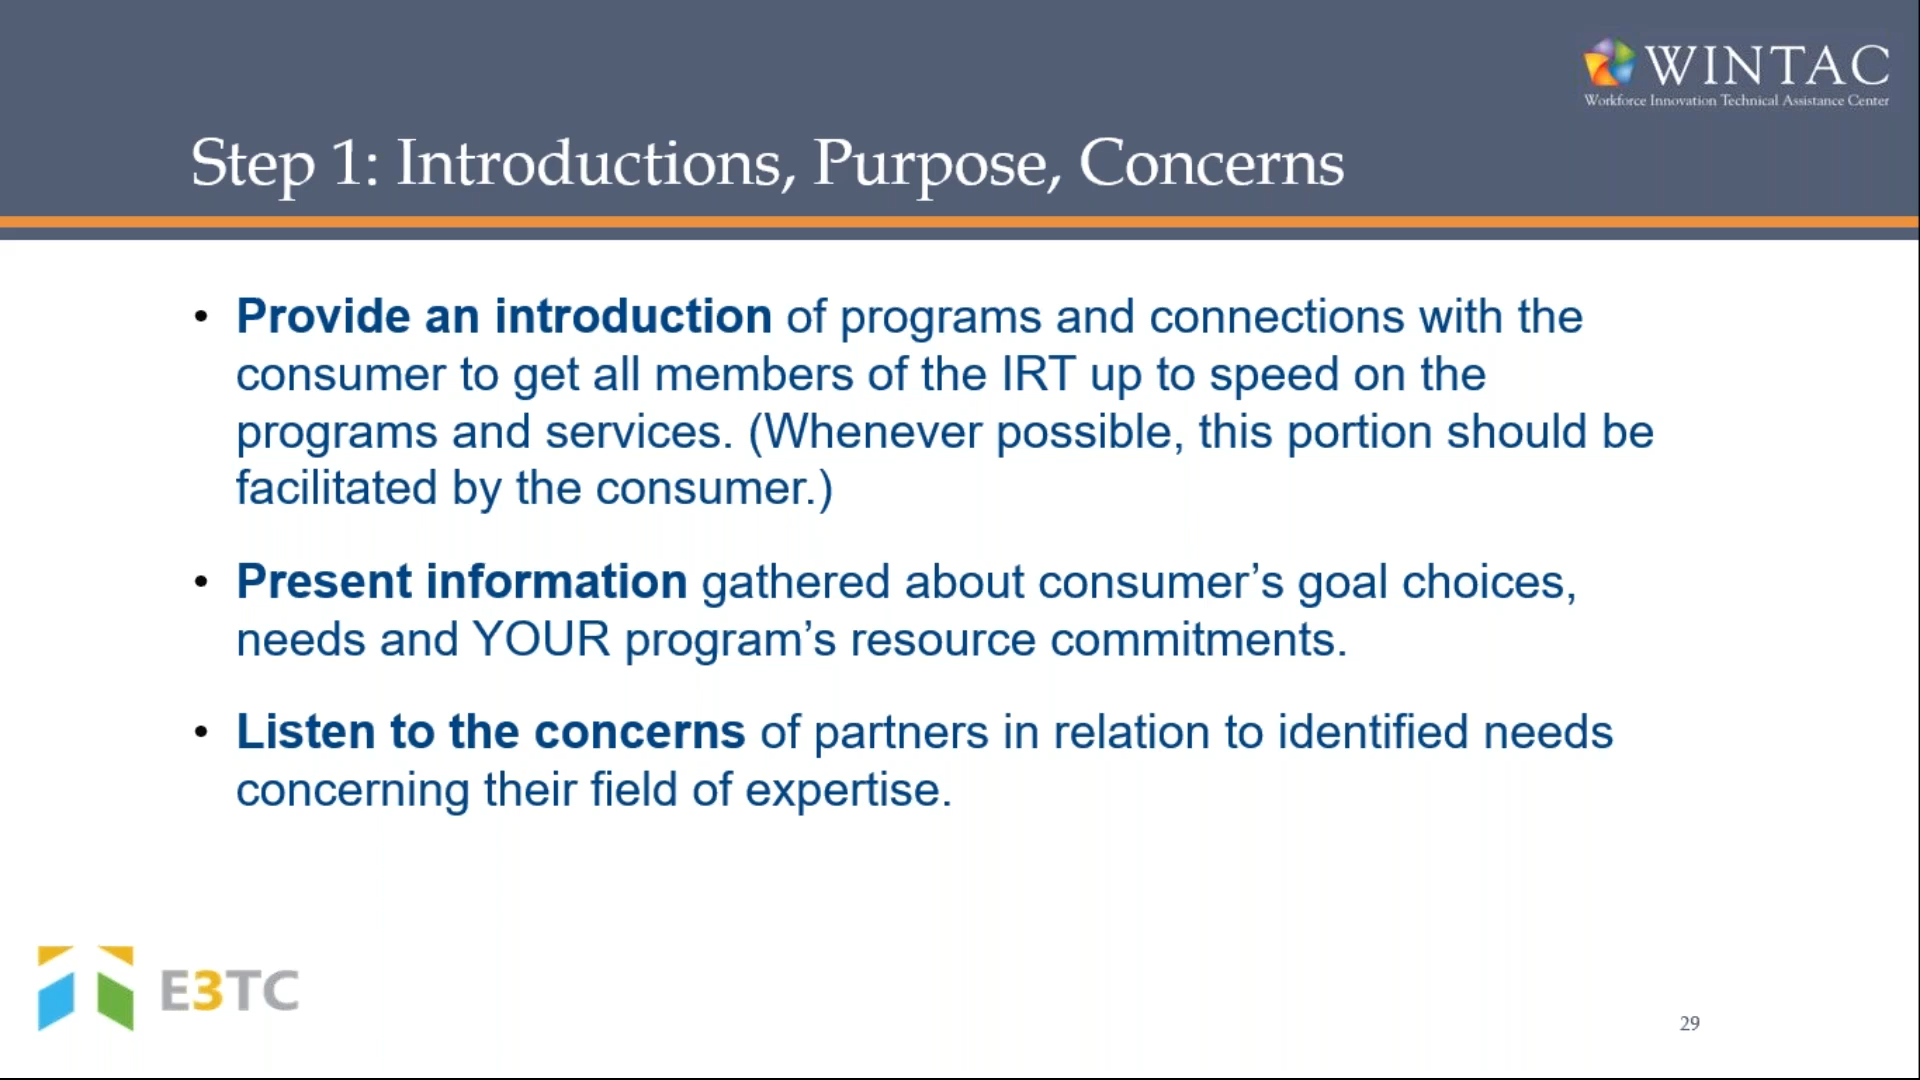 WINTAC
Workforce Innovation Technical Assistance Center
Step 1: Introductions, Purpose, Concerns
• Provide an introduction of programs and connections with the
consumer to get all members of the IRT up to speed on the
programs and services. (Whenever possible, this portion should be
facilitated by the consumer.)
• Present information gathered about consumer’s goal choices,
needs and YOUR program’s resource commitments.
• Listen to the concerns of partners in relation to identified needs
concerning their field of expertise.
E3TC
29